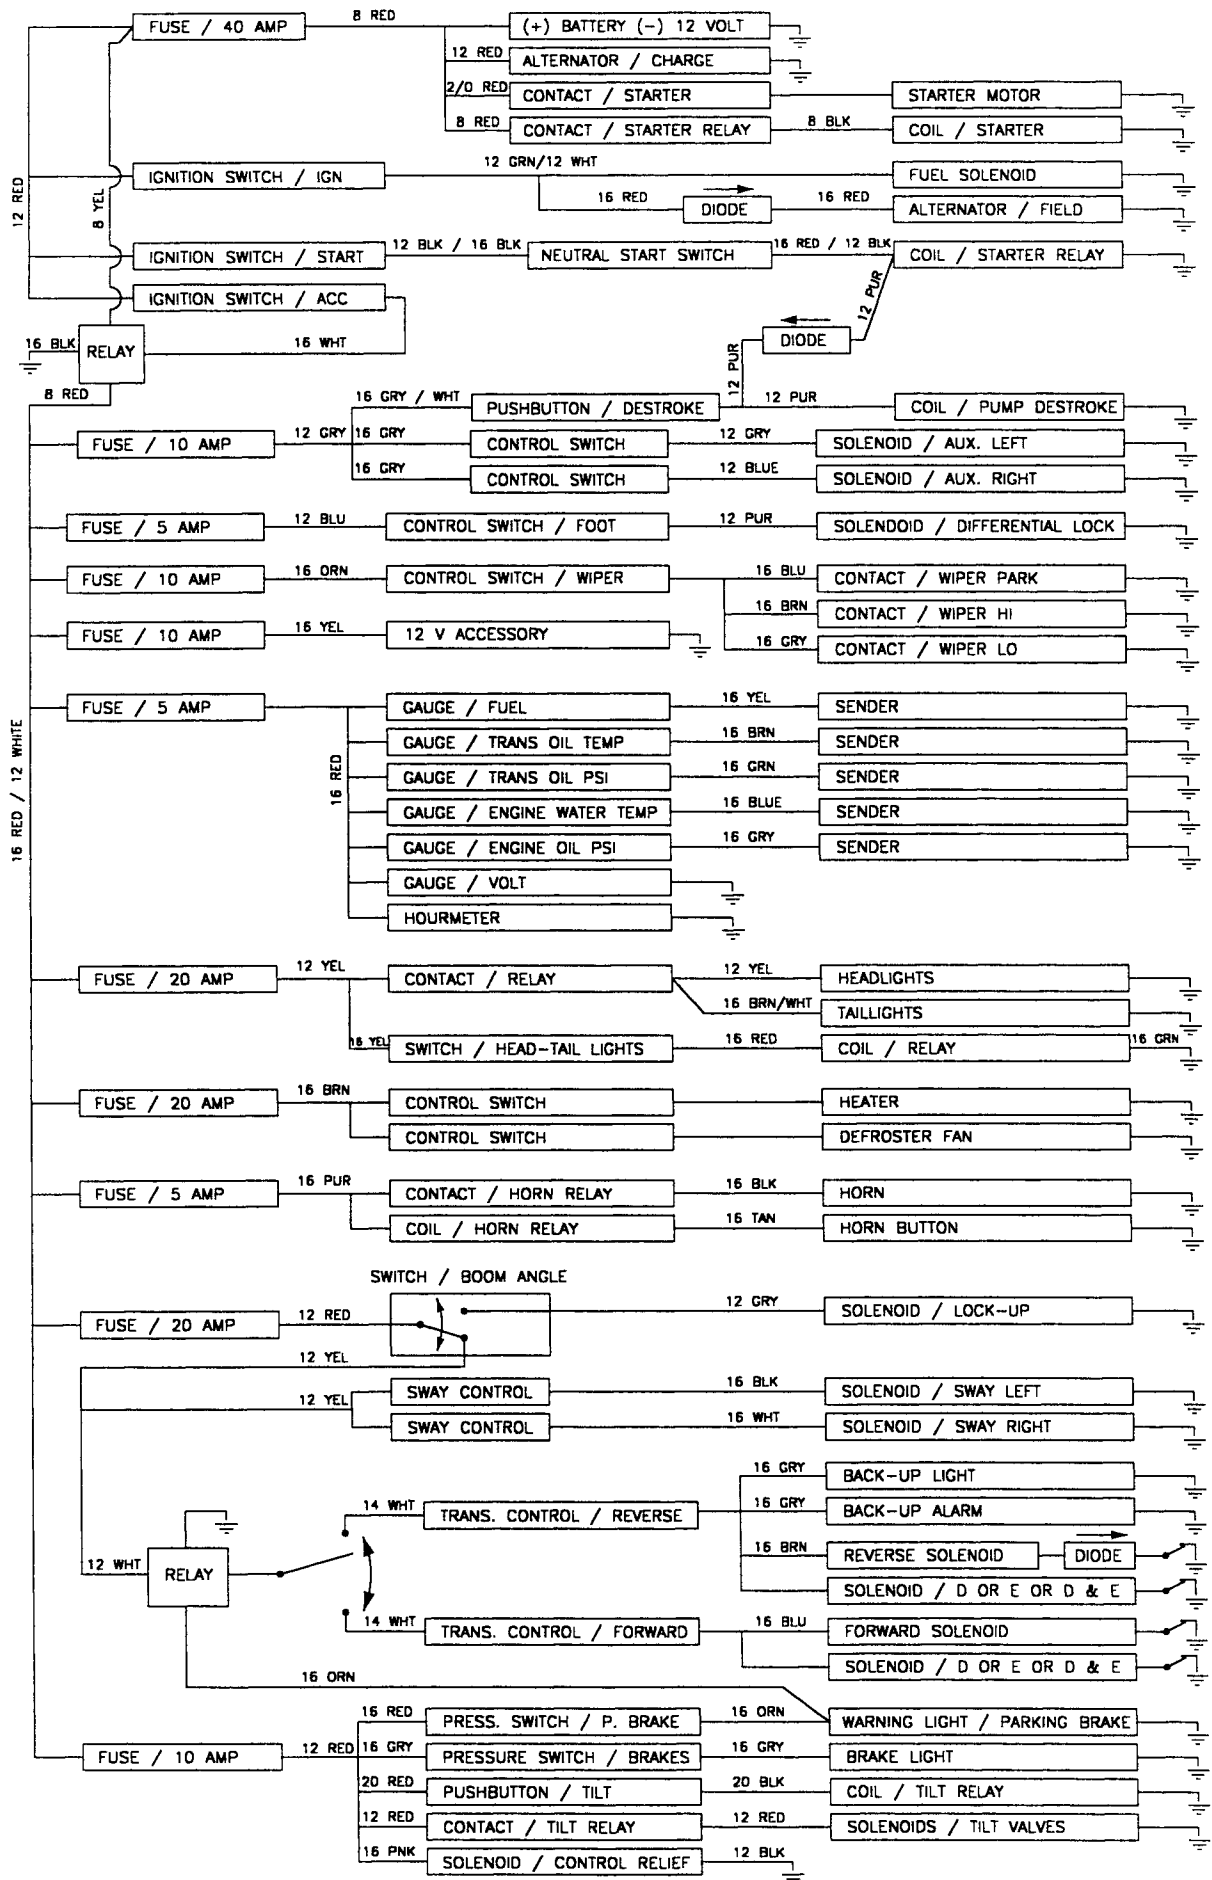 8 RED
FUSE / 40 AMP
(+) BATTERY (-) 12 VOLT
12 RED
ALTERNATOR / CHARGE
2/0 RED
CONTACT / STARTER
STARTER MOTOR
8 RED
CONTACT / STARTER RELAY
8 BLK
COIL / STARTER
12 RED
8 YEL
IGNITION SWITCH / IGN
12 GRN/12 WHT
FUEL SOLENOID
16 RED
DIODE
16 RED
ALTERNATOR / FIELD
IGNITION SWITCH / START
12 BLK / 16 BLK
NEUTRAL START SWITCH
16 RED / 12 BLK
COIL / STARTER RELAY
IGNITION SWITCH / ACC
12 PUR
DIODE
12 PUR
16 BLK
RELAY
16 WHT
8 RED
16 GRY / WHT
PUSHBUTTON / DESTROKE
12 PUR
COIL / PUMP DESTROKE
FUSE / 10 AMP
12 GRY
16 GRY
CONTROL SWITCH
12 GRY
SOLENOID / AUX. LEFT
16 GRY
CONTROL SWITCH
12 BLUE
SOLENOID / AUX. RIGHT
FUSE / 5 AMP
12 BLU
CONTROL SWITCH / FOOT
12 PUR
SOLENDOID / DIFFERENTIAL LOCK
FUSE / 10 AMP
16 ORN
CONTROL SWITCH / WIPER
16 BLU
CONTACT / WIPER PARK
16 BRN
CONTACT / WIPER HI
FUSE / 10 AMP
16 YEL
12 V ACCESSORY
16 GRY
CONTACT / WIPER LO
16 RED / 12 WHITE
FUSE / 5 AMP
16 RED
GAUGE / FUEL
16 YEL
SENDER
GAUGE / TRANS OIL TEMP
16 BRN
SENDER
GAUGE / TRANS OIL PSI
16 GRN
SENDER
GAUGE / ENGINE WATER TEMP
16 BLUE
SENDER
GAUGE / ENGINE OIL PSI
16 GRY
SENDER
GAUGE / VOLT
HOURMETER
FUSE / 20 AMP
12 YEL
CONTACT / RELAY
12 YEL
HEADLIGHTS
16 BRN/WHT
TAILLIGHTS
16 YEL
SWITCH / HEAD-TAIL LIGHTS
16 RED
COIL / RELAY
16 GRN
FUSE / 20 AMP
16 BRN
CONTROL SWITCH
HEATER
CONTROL SWITCH
DEFROSTER FAN
FUSE / 5 AMP
16 PUR
CONTACT / HORN RELAY
16 BLK
HORN
COIL / HORN RELAY
16 TAN
HORN BUTTON
SWITCH / BOOM ANGLE
FUSE / 20 AMP
12 RED
12 GRY
SOLENOID / LOCK-UP
12 YEL
12 YEL
SWAY CONTROL
16 BLK
SOLENOID / SWAY LEFT
SWAY CONTROL
16 WHT
SOLENOID / SWAY RIGHT
16 GRY
BACK-UP LIGHT
14 WHT
TRANS. CONTROL / REVERSE
16 GRY
BACK-UP ALARM
12 WHT
RELAY
16 BRN
REVERSE SOLENOID
DIODE
SOLENOID / D OR E OR D & E
14 WHT
TRANS. CONTROL / FORWARD
16 BLU
FORWARD SOLENOID
SOLENOID / D OR E OR D & E
16 ORN
16 RED
PRESS. SWITCH / P. BRAKE
16 ORN
WARNING LIGHT / PARKING BRAKE
FUSE / 10 AMP
12 RED
16 GRY
PRESSURE SWITCH / BRAKES
16 GRY
BRAKE LIGHT
20 RED
PUSHBUTTON / TILT
20 BLK
COIL / TILT RELAY
12 RED
CONTACT / TILT RELAY
12 RED
SOLENOIDS / TILT VALVES
16 PNK
SOLENOID / CONTROL RELIEF
12 BLK